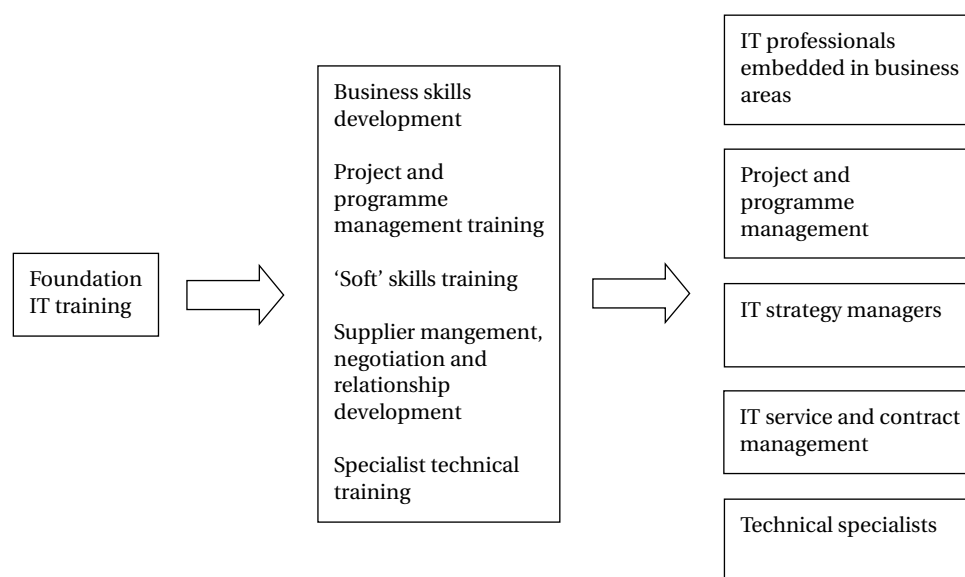 Foundation
IT training
Business skills
development
Project and
programme
management training
‘Soft’ skills training
Supplier mangement,
negotiation and
relationship
development
Specialist technical
training
IT professionals
embedded in business
areas
Project and
programme
management
IT strategy managers
IT service and contract
management
Technical specialists